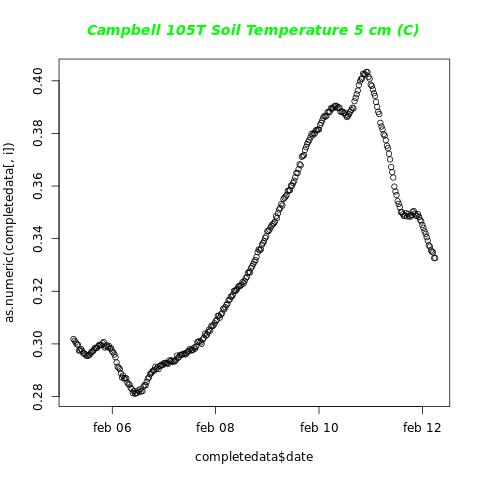 Campbell 105T Soil Temperature 5 cm (C)
as.numeric(completedata[, i])
0.40
0.38
0.36
0.34
0.32
0.30
0.28
feb 06 feb 08 feb 10 feb 12
completedata$date